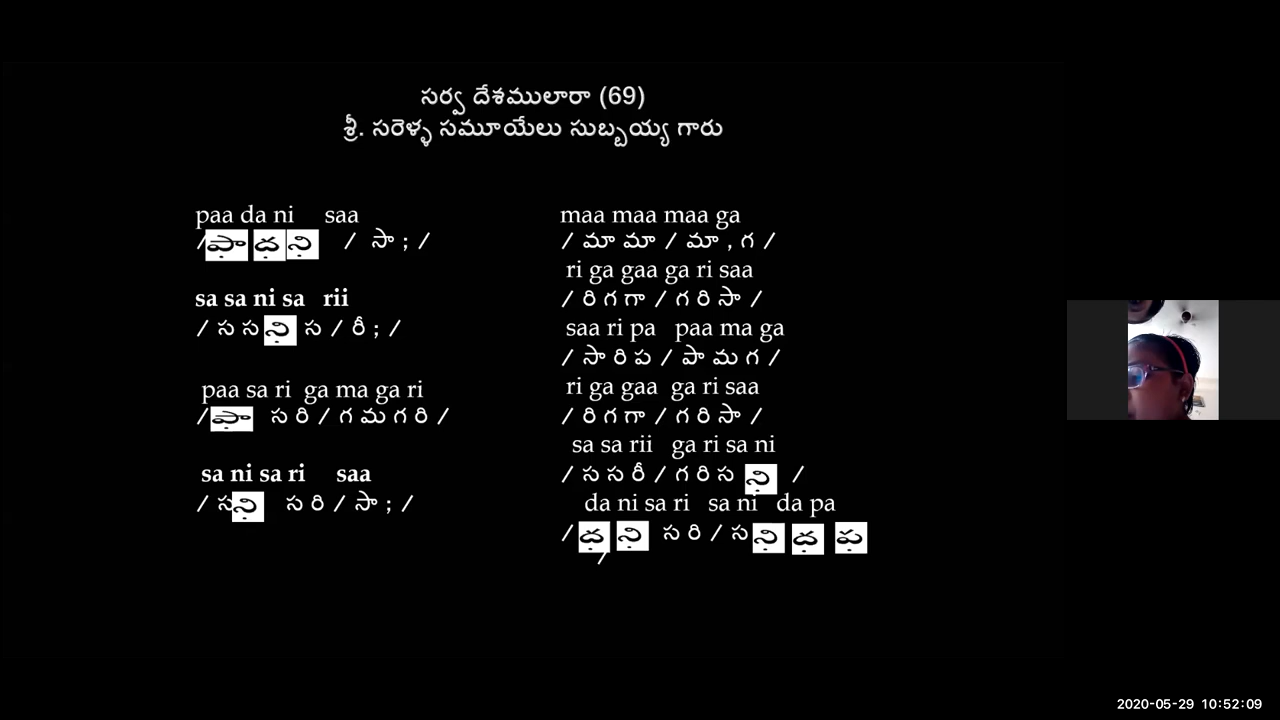 సర్వ దేశములారా (69)
శ్రీ. సరెళ్ళ సమూయేలు సుబ్బయ్య గారు
paa da ni saa
/పా ధ ని / సా ; /
sa sa ni sa rii
/ స స ని స / రీ ; /
paa sa ri ga ma ga ri
/ పా స రి / గ మ గ రి /
sa ni sa ri saa
/ స ని స రి / సా ; /
maa maa maa ga
/ మా మా / మా , గ /
ri ga gaa ga ri saa
/ రి గ గా / గ రి సా /
saa ri pa paa ma ga
/ సా రి ప / పా మ గ /
ri ga gaa ga ri saa
/ రి గ గా / గ రి సా /
sa sa rii ga ri sa ni
/ స స రీ / గ రి స ని /
da ni sa ri sa ni da pa
/ ధ ని స రి / స ని ధ ప
/
2020-05-29 10:52:09